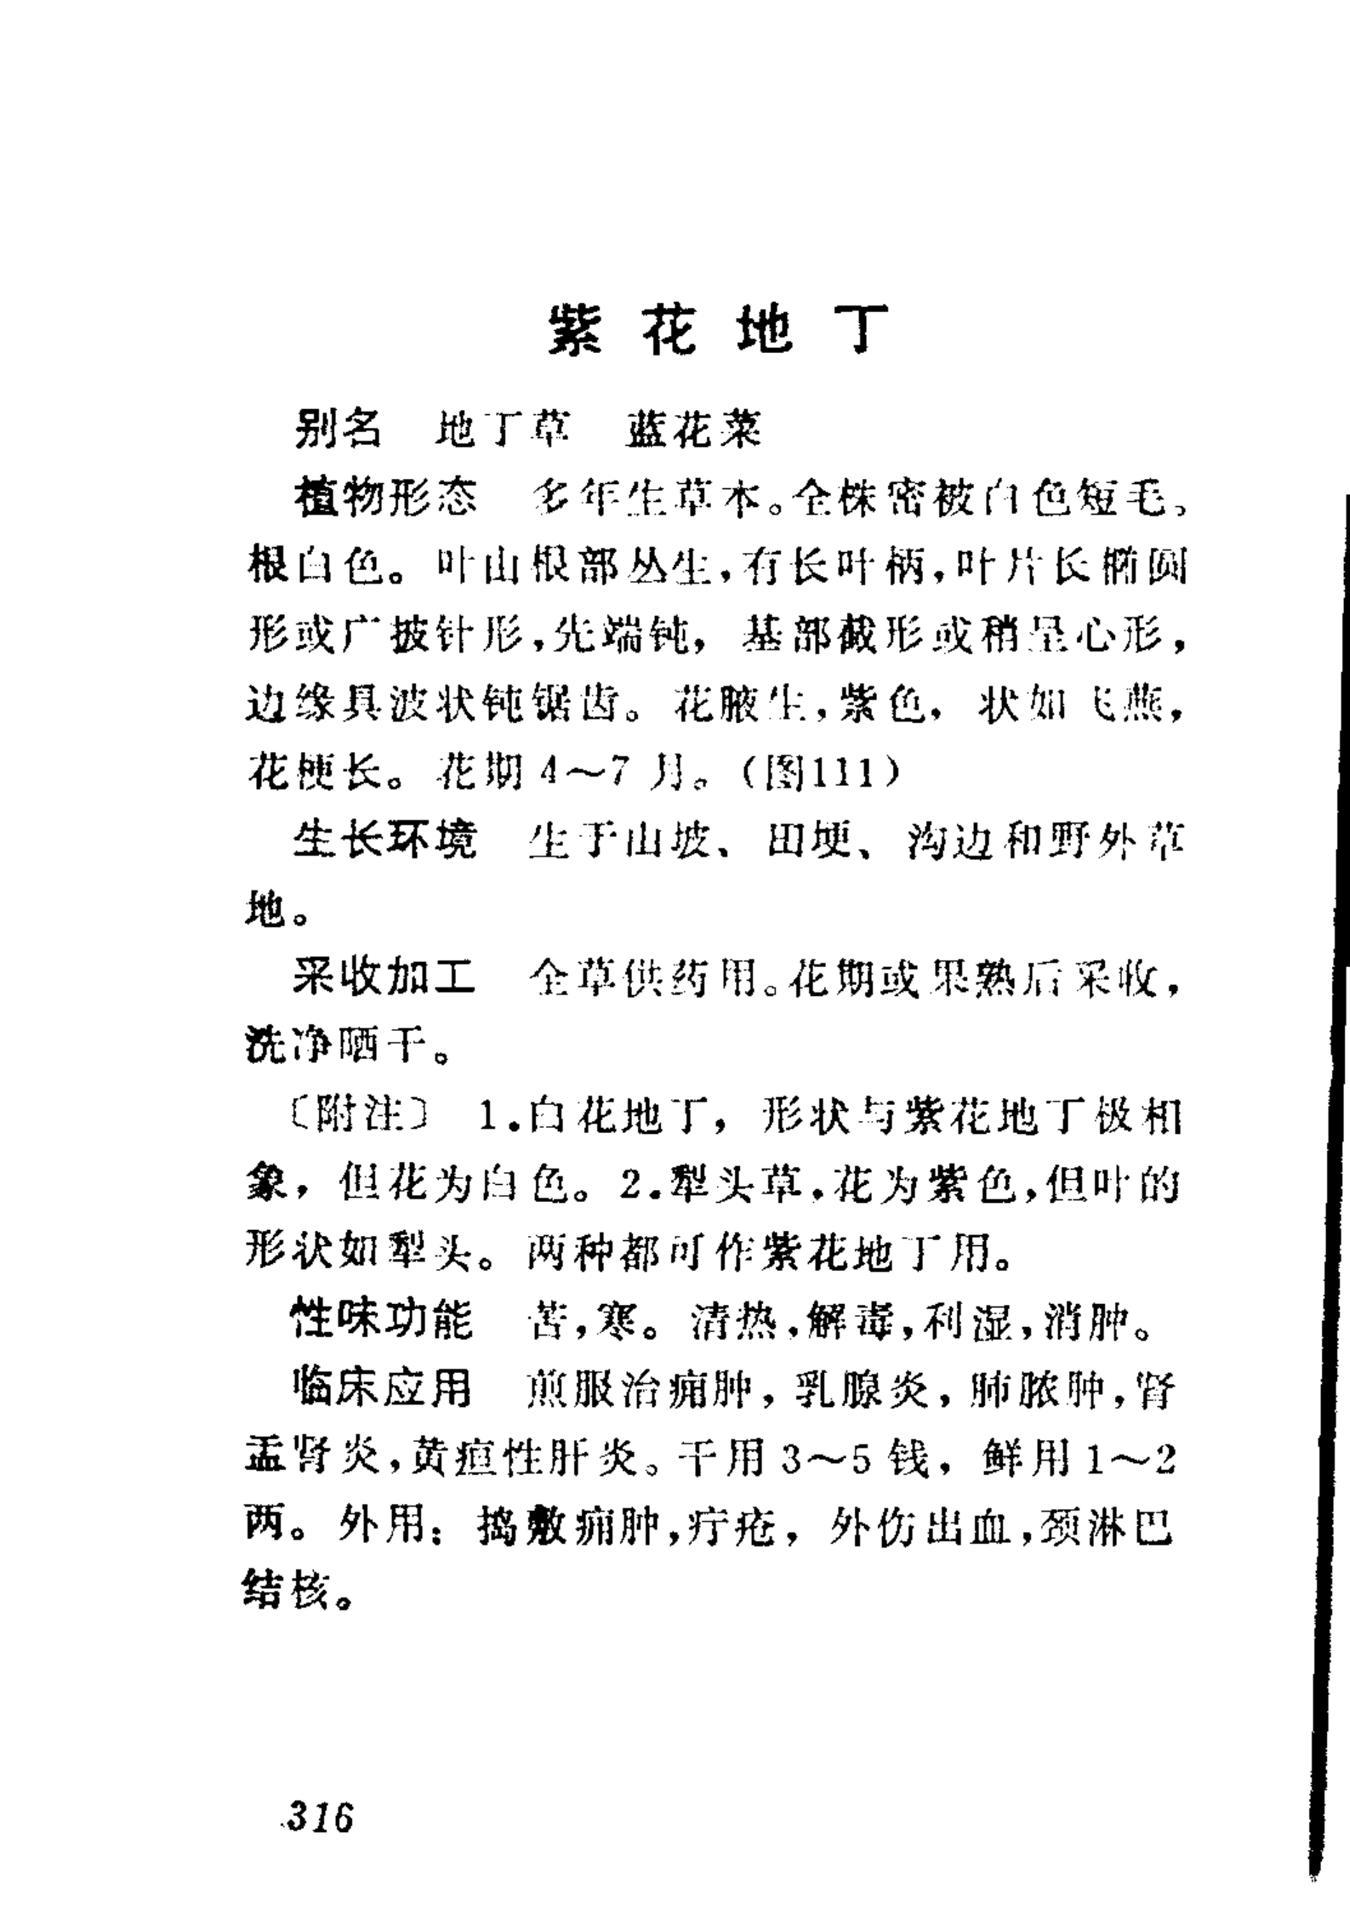 紫花地丁
别名　地丁草　蓝花菜
植物形态　多年生草本。全株密被白色短毛。
根白色。叶由根部丛生，有长叶柄，叶片长椭圆
形或广披针形，先端钝，基部截形或稍呈心形，
边缘具波状钝锯齿。花腋生，紫色，状如飞燕，
花梗长。花期4～7月。（图111）
生长环境　生于山坡、田埂、沟边和野外草
地。
采收加工　全草供药用。花期或果熟后采收，
洗净晒干。
〔附注〕 1.白花地丁，形状与紫花地丁极相
象，但花为白色。2.犁头草，花为紫色，但叶的
形状如犁头。两种都可作紫花地丁用。
性味功能　苦，寒。清热，解毒，利湿，消肿。
临床应用　煎服治痈肿，乳腺炎，肺脓肿，肾
盂肾炎，黄疸性肝炎。干用3～5钱，鲜用1～2
两。外用：捣敷痈肿，疔疮，外伤出血，颈淋巴
结核。
316